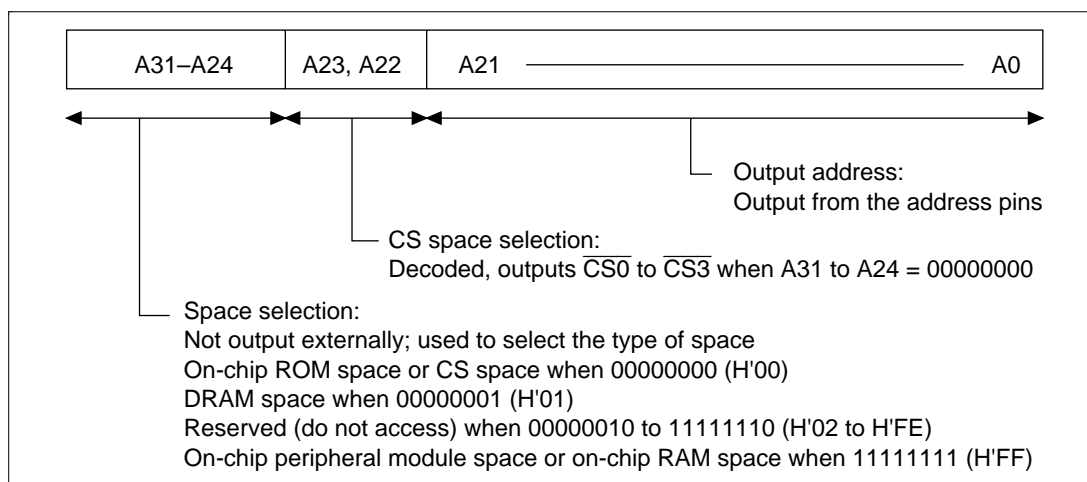 A31–A24 A23, A22 A21 A0
Output address:
Output from the address pins
CS space selection:
Decoded, outputs C̅S̅0̅ to C̅S̅3̅ when A31 to A24 = 00000000
Space selection:
Not output externally; used to select the type of space
On-chip ROM space or CS space when 00000000 (H'00)
DRAM space when 00000001 (H'01)
Reserved (do not access) when 00000010 to 11111110 (H'02 to H'FE)
On-chip peripheral module space or on-chip RAM space when 11111111 (H'FF)